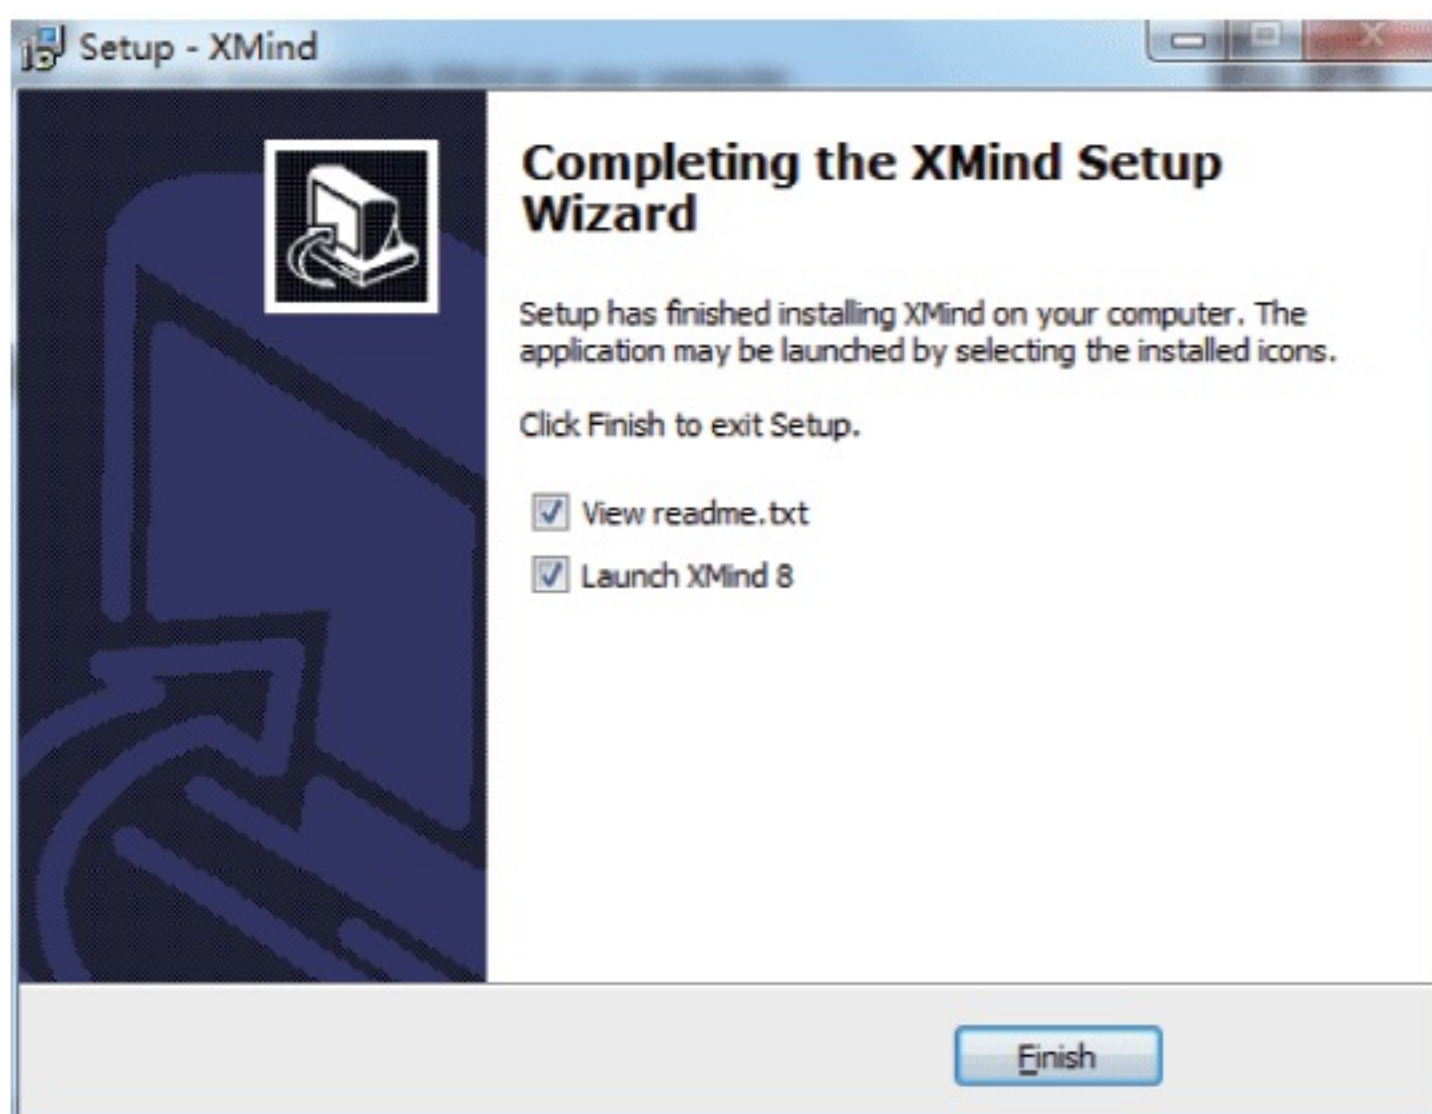 Setup - XMind
Completing the XMind Setup
Wizard
Setup has finished installing XMind on your computer. The
application may be launched by selecting the installed icons.
Click Finish to exit Setup.
View readme.txt
Launch XMind 8
Finish